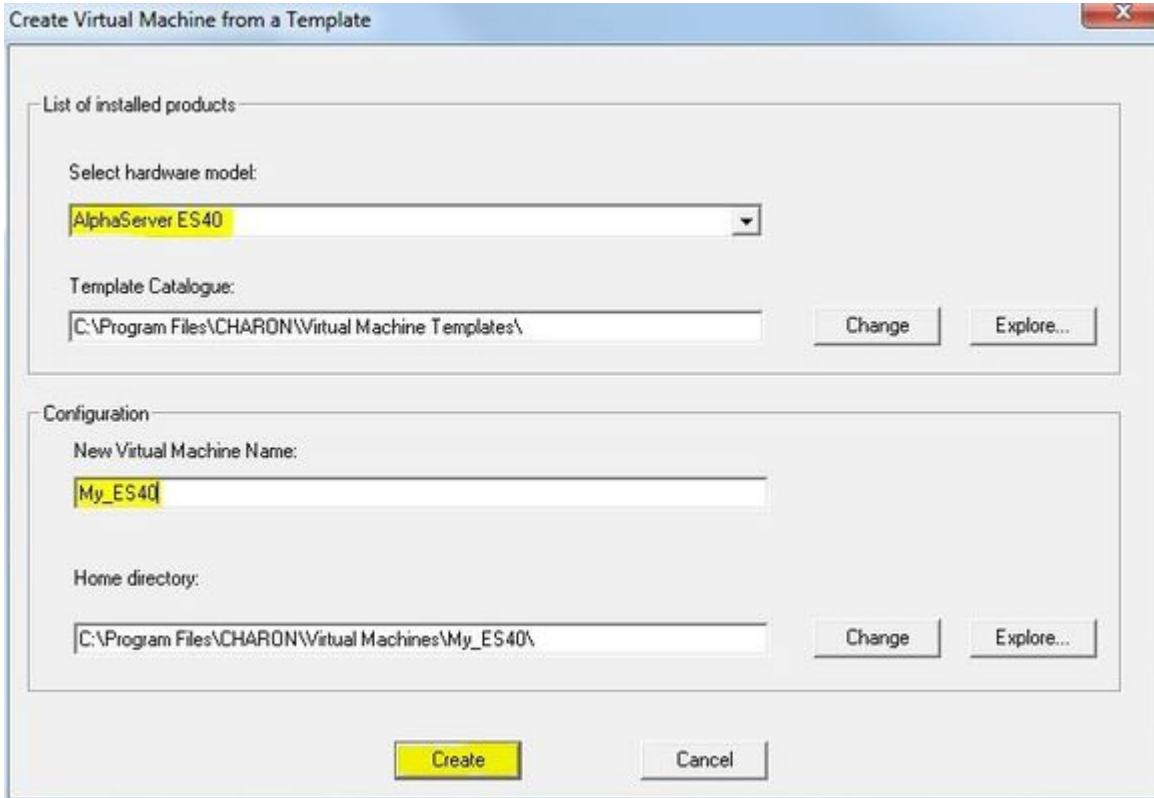 Create Virtual Machine from a Template
X
List of installed products
Select hardware model:
AlphaServer ES40
Template Catalogue:
C:\Program Files\CHARON\Virtual Machine Templates\
Change
Explore...
Configuration
New Virtual Machine Name:
My_ES40
Home directory:
C:\Program Files\CHARON\Virtual Machines\My_ES40\
Change
Explore...
Create
Cancel